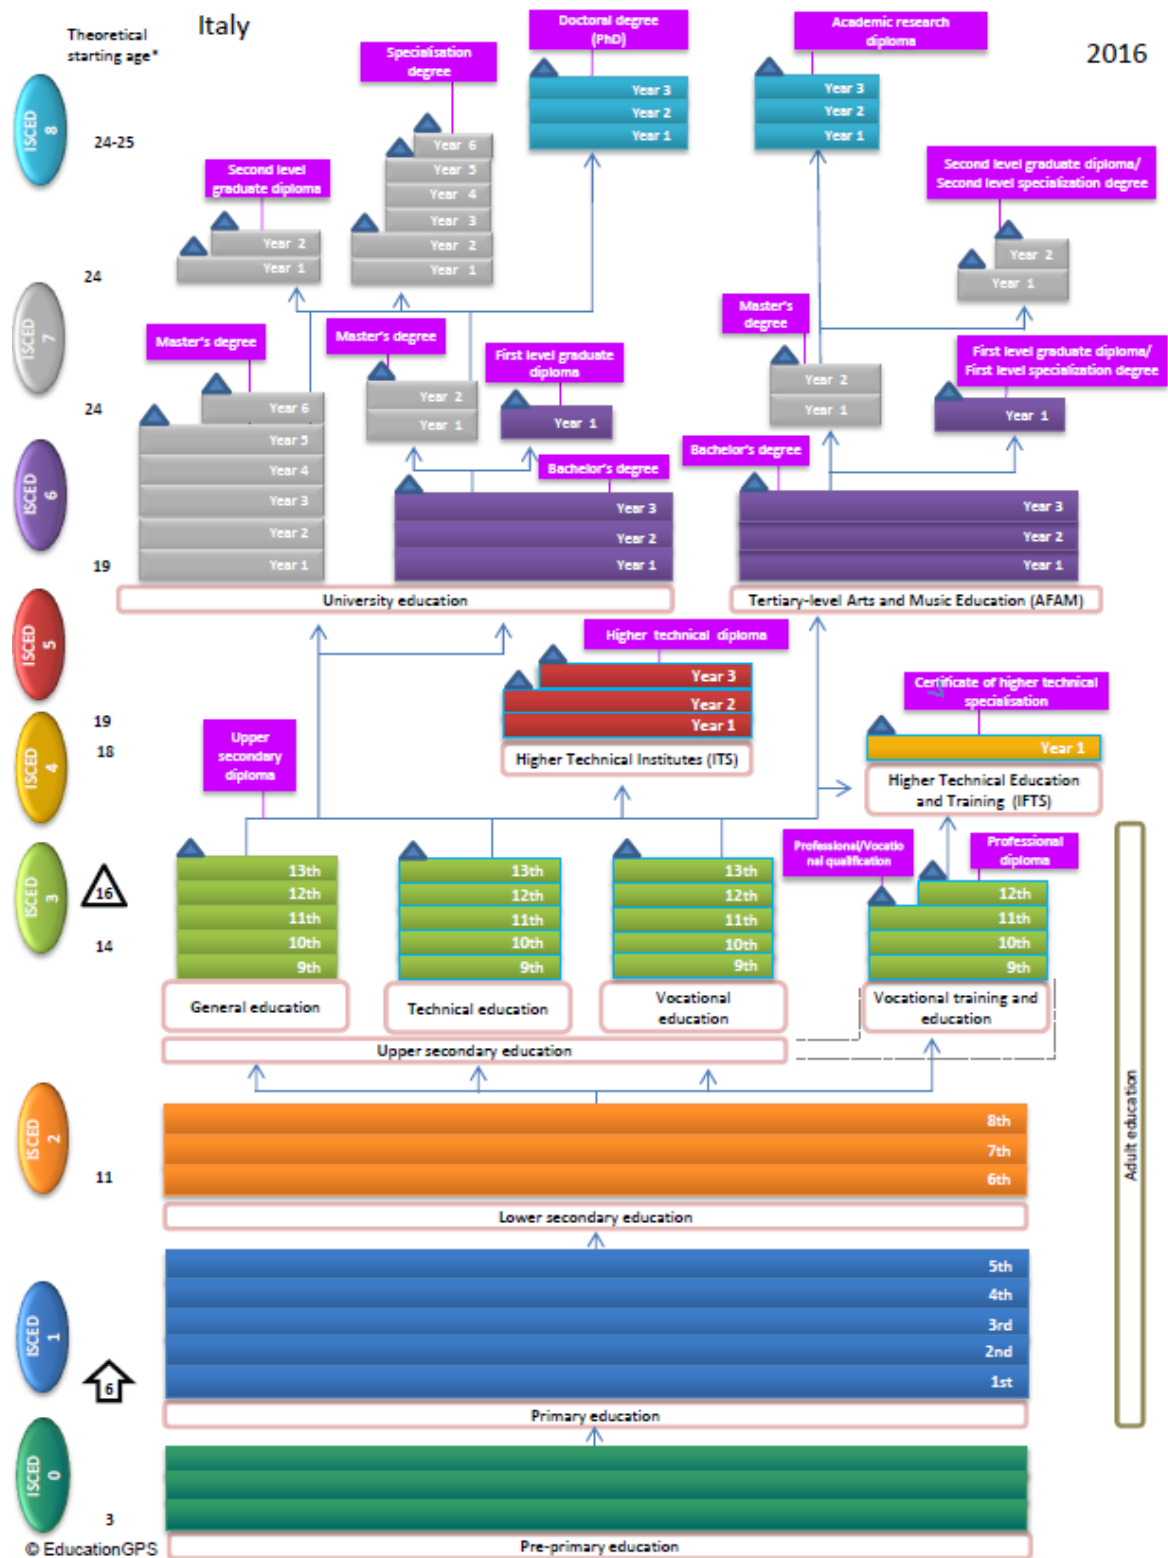 Italy
2016
Theoretical
starting age*
Doctoral degree
(PhD)
Academic research
diploma
Specialisation
degree
ISCED
8
24-25
Year 3
Year 2
Year 1
Year 3
Year 2
Year 1
Year 6
Year 5
Year 4
Year 3
Year 2
Year 1
Second level
graduate diploma
Year 2
Year 1
Second level graduate diploma/
Second level specialization degree
Year 2
Year 1
24
ISCED
7
Master's degree
Master's degree
First level graduate
diploma
Master's
degree
First level graduate diploma/
First level specialization degree
24
Year 6
Year 5
Year 4
Year 3
Year 2
Year 1
Year 2
Year 1
Year 1
Year 2
Year 1
Year 1
ISCED
6
Bachelor's degree
Bachelor's degree
Year 3
Year 2
Year 1
Year 3
Year 2
Year 1
19
University education
Tertiary-level Arts and Music Education (AFAM)
ISCED
5
Higher technical diploma
Year 3
Year 2
Year 1
Higher Technical Institutes (ITS)
19
18
ISCED
4
Upper
secondary
diploma
Certificate of higher technical
specialisation
Year 1
Higher Technical Education
and Training (IFTS)
Professional/Vocatio
nal qualification
Professional
diploma
ISCED
3
16
14
13th
12th
11th
10th
9th
13th
12th
11th
10th
9th
13th
12th
11th
10th
9th
12th
11th
10th
9th
General education
Technical education
Vocational
education
Vocational training and
education
Upper secondary education
Adult education
ISCED
2
11
8th
7th
6th
Lower secondary education
ISCED
1
6
5th
4th
3rd
2nd
1st
Primary education
ISCED
0
3
Pre-primary education
© EducationGPS